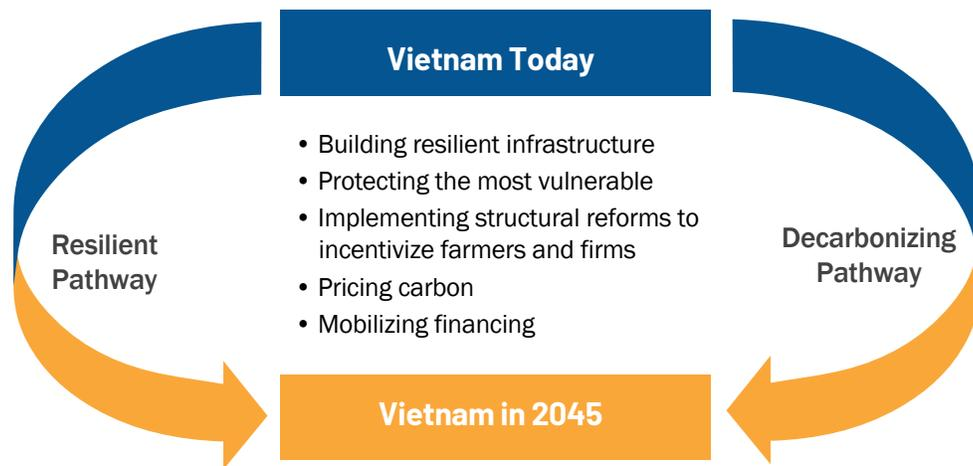 Vietnam Today
• Building resilient infrastructure
• Protecting the most vulnerable
• Implementing structural reforms to
incentivize farmers and firms
• Pricing carbon
• Mobilizing financing
Resilient
Pathway
Decarbonizing
Pathway
Vietnam in 2045